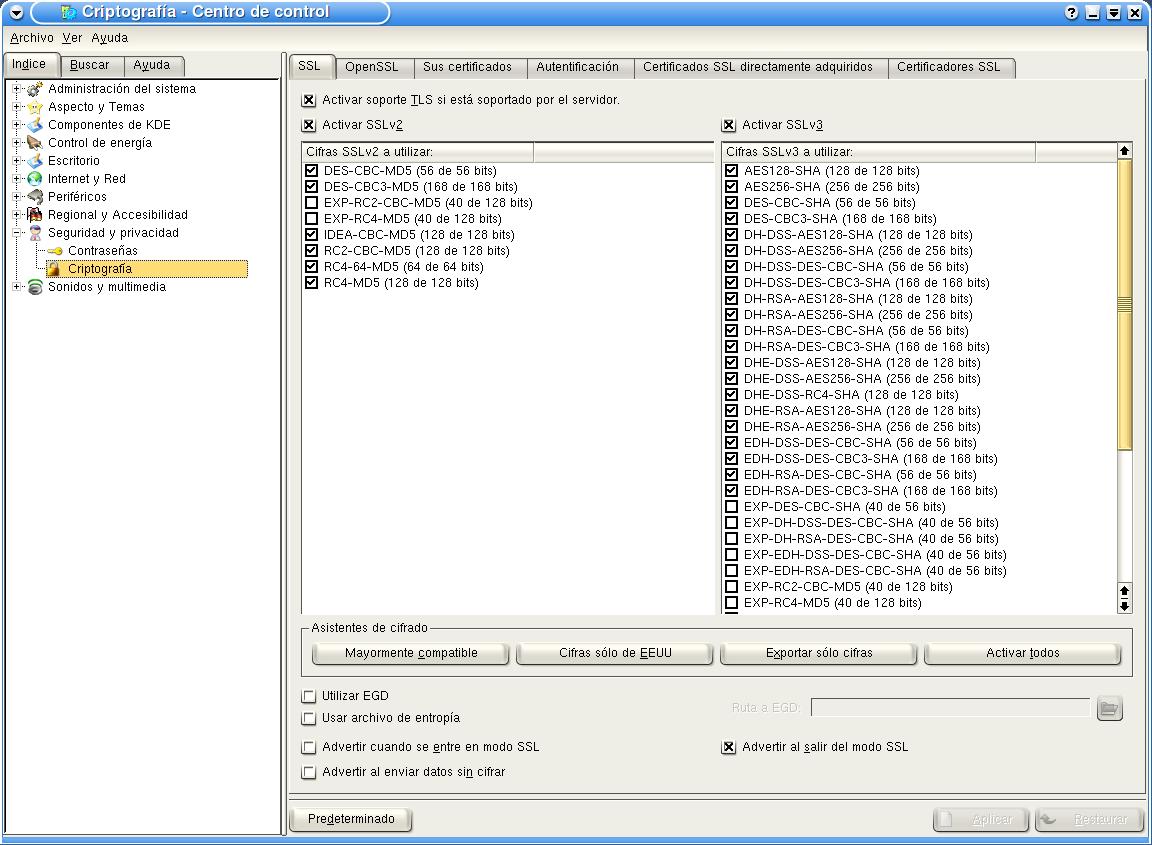 Criptografía - Centro de control
Archivo Ver Ayuda
Indice Buscar Ayuda
Administración del sistema
Aspecto y Temas
Componentes de KDE
Control de energía
Escritorio
Internet y Red
Periféricos
Regional y Accesibilidad
Seguridad y privacidad
Contraseñas
Criptografía
Sonidos y multimedia
SSL OpenSSL Sus certificados Autentificación Certificados SSL directamente adquiridos Certificadores SSL
Activar soporte TLS si está soportado por el servidor.
Activar SSLv2
Cifras SSLv2 a utilizar:
DES-CBC-MD5 (56 de 56 bits)
DES-CBC3-MD5 (168 de 168 bits)
EXP-RC2-CBC-MD5 (40 de 128 bits)
EXP-RC4-MD5 (40 de 128 bits)
IDEA-CBC-MD5 (128 de 128 bits)
RC2-CBC-MD5 (128 de 128 bits)
RC4-64-MD5 (64 de 64 bits)
RC4-MD5 (128 de 128 bits)
Activar SSLv3
Cifras SSLv3 a utilizar:
AES128-SHA (128 de 128 bits)
AES256-SHA (256 de 256 bits)
DES-CBC-SHA (56 de 56 bits)
DES-CBC3-SHA (168 de 168 bits)
DH-DSS-AES128-SHA (128 de 128 bits)
DH-DSS-AES256-SHA (256 de 256 bits)
DH-DSS-DES-CBC-SHA (56 de 56 bits)
DH-DSS-DES-CBC3-SHA (168 de 168 bits)
DH-RSA-AES128-SHA (128 de 128 bits)
DH-RSA-AES256-SHA (256 de 256 bits)
DH-RSA-DES-CBC-SHA (56 de 56 bits)
DH-RSA-DES-CBC3-SHA (168 de 168 bits)
DHE-DSS-AES128-SHA (128 de 128 bits)
DHE-DSS-AES256-SHA (256 de 256 bits)
DHE-DSS-RC4-SHA (128 de 128 bits)
DHE-RSA-AES128-SHA (128 de 128 bits)
DHE-RSA-AES256-SHA (256 de 256 bits)
EDH-DSS-DES-CBC-SHA (56 de 56 bits)
EDH-DSS-DES-CBC3-SHA (168 de 168 bits)
EDH-RSA-DES-CBC-SHA (56 de 56 bits)
EDH-RSA-DES-CBC3-SHA (168 de 168 bits)
EXP-DES-CBC-SHA (40 de 56 bits)
EXP-DH-DSS-DES-CBC-SHA (40 de 56 bits)
EXP-DH-RSA-DES-CBC-SHA (40 de 56 bits)
EXP-EDH-DSS-DES-CBC-SHA (40 de 56 bits)
EXP-EDH-RSA-DES-CBC-SHA (40 de 56 bits)
EXP-RC2-CBC-MD5 (40 de 128 bits)
EXP-RC4-MD5 (40 de 128 bits)
Asistentes de cifrado
Mayormente compatible Cifras sólo de EEUU Exportar sólo cifras Activar todos
Utilizar EGD
Usar archivo de entropía
Ruta a EGD:
Advertir cuando se entre en modo SSL
Advertir al salir del modo SSL
Advertir al enviar datos sin cifrar
Predeterminado Aplicar Restaurar